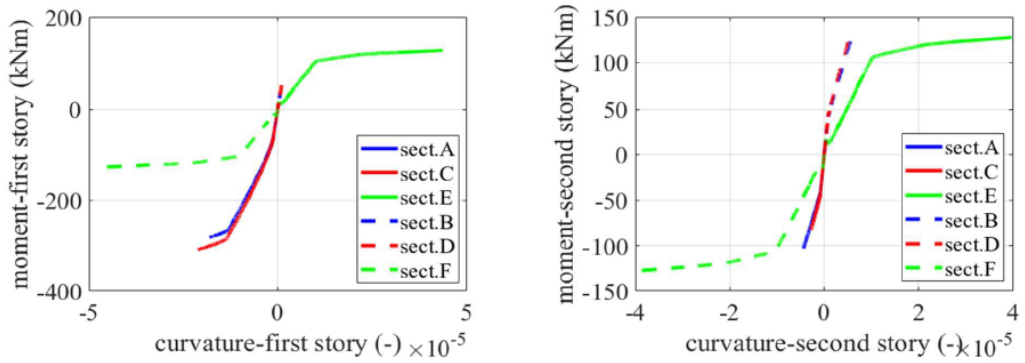 moment-first story (kNm)
200
0
-200
-400
sect.A
sect.C
sect.E
sect.B
sect.D
sect.F
-5
0
5
curvature-first story (-)
×10-5
moment-second story (kNm)
150
100
50
0
-50
-100
-150
sect.A
sect.C
sect.E
sect.B
sect.D
sect.F
-4
-2
0
2
4
curvature-second story (-)
×10-5